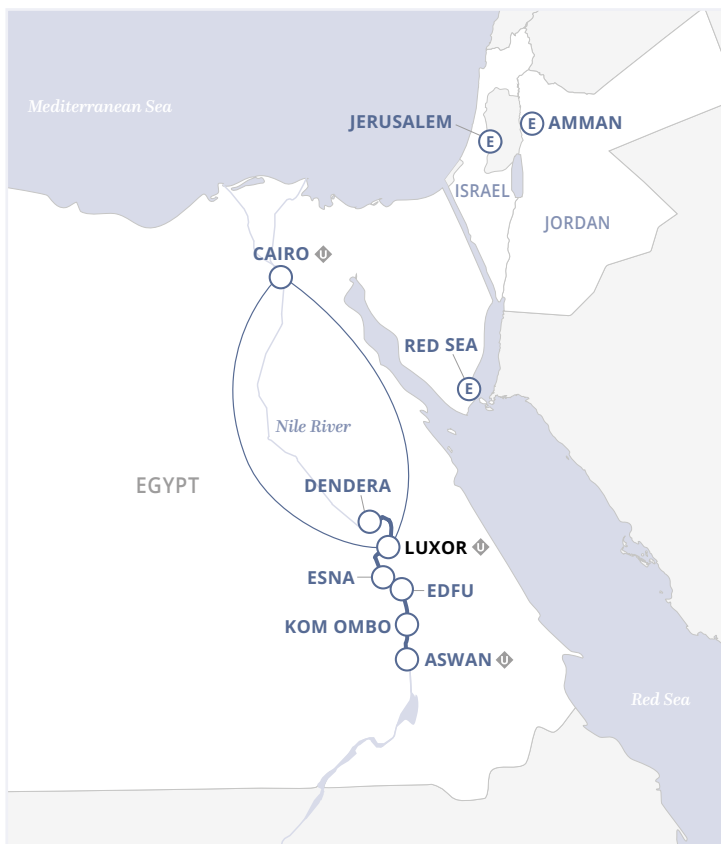 Mediterranean Sea
JERUSALEM
E
E AMMAN
ISRAEL
JORDAN
CAIRO U
RED SEA
E
Nile River
EGYPT
DENDERA
LUXOR U
ESNA
EDFU
KOM OMBO
ASWAN U
Red Sea